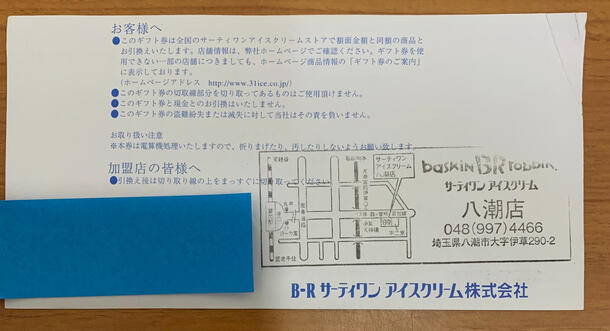 お客様へ
●このギフト券は全国のサーティワンアイスクリームストアで額面金額と同額の商品と
お引換えいたします。店舗情報は、弊社ホームページでご確認ください。ギフト券を使
用できない一部の店舗につきましても、ホームページ商品情報の「ギフト券のご案内」
に表示しております。
(ホームページアドレス http://www.31ice.co.jp/)
●このギフト券の切取線部分を切り取ってあるものはご使用頂けません。
●このギフト券と現金とのお引換はいたしません。
●このギフト券の盗難紛失または滅失に対して当社はその責を負いません。
お取り扱い注意
※本券は電算機処理いたしますので、折りまげたり、汚したりしないようお願い致します。
加盟店の皆様へ
●引換え後は切り取り線の上をまっすぐに切り取ってください
サーティワン
アイスクリーム
八潮店
baskin BR robbin
サーティワン アイスクリーム
八潮店
048(997)4466
埼玉県八潮市大字伊草290-2
B-R サーティワン アイスクリーム株式会社